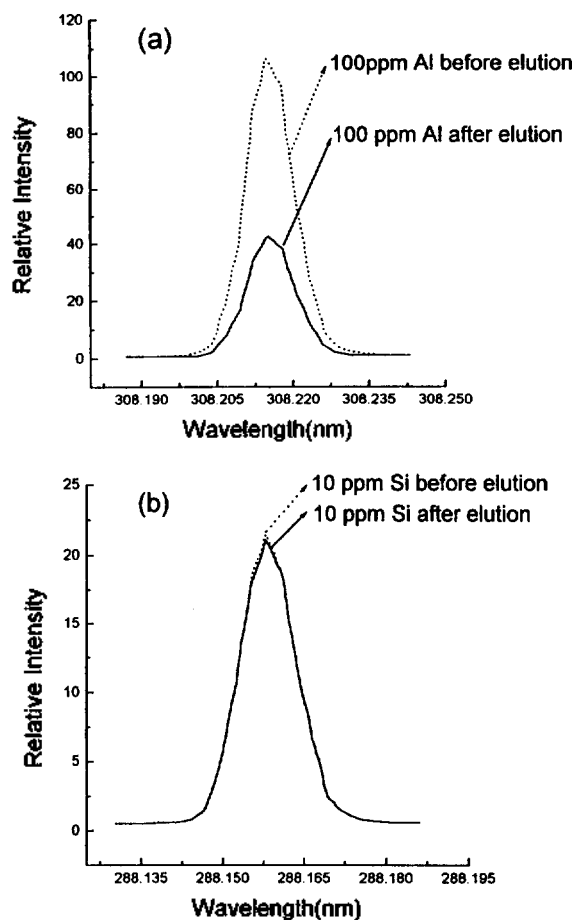 (a)
100ppm Al before elution
100 ppm Al after elution
Relative Intensity
120
100
80
60
40
20
0
308.190
308.205
308.220
308.235
308.250
Wavelength(nm)
(b)
10 ppm Si before elution
10 ppm Si after elution
Relative Intensity
25
20
15
10
5
0
288.135
288.150
288.165
288.180
288.195
Wavelength(nm)